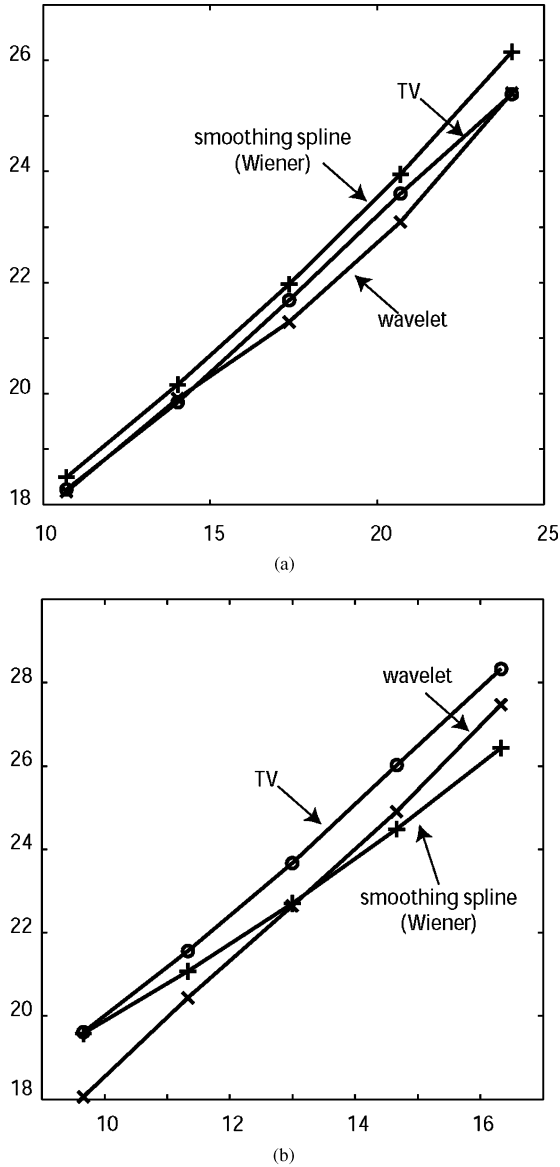 26
TV
smoothing spline
(Wiener)
24
22
wavelet
20
18
10 15 20 25
(a)
28
wavelet
26
TV
24
smoothing spline
(Wiener)
22
20
18
10 12 14 16
(b)